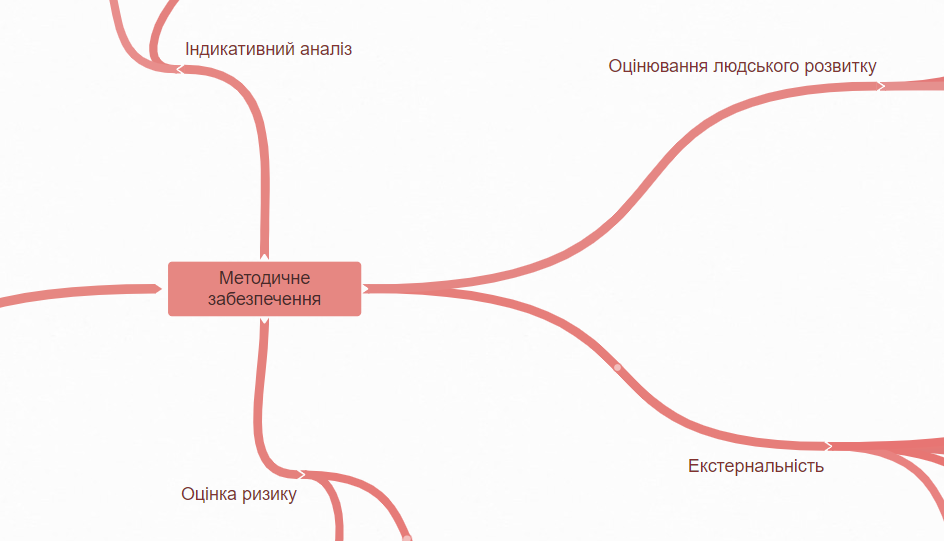 Індикативний аналіз
Оцінювання людського розвитку
Методичне
забезпечення
Екстернальність
Оцінка ризику